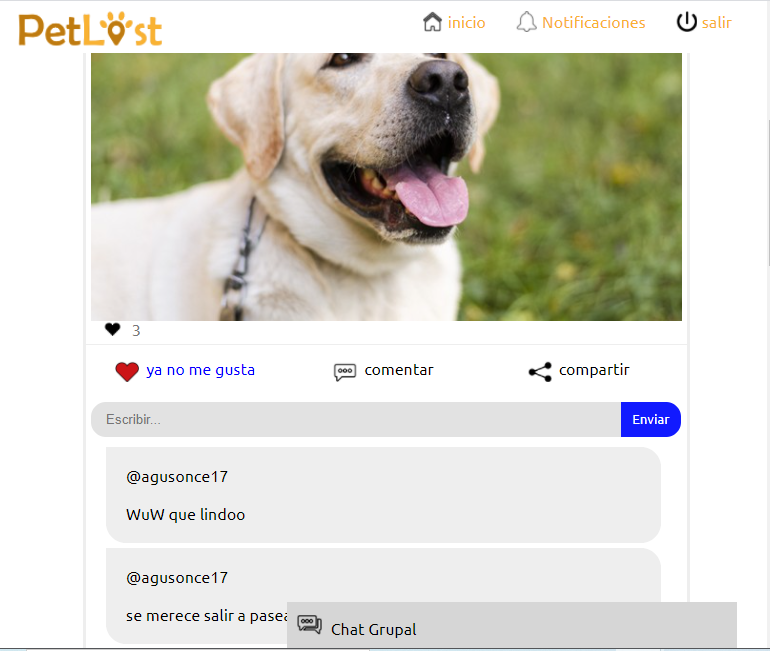 PetLost
inicio
Notificaciones
salir
3
ya no me gusta
comentar
compartir
Escribir...
Enviar
@agusonce17
WuW que lindoo
@agusonce17
se merece salir a pasea
Chat Grupal